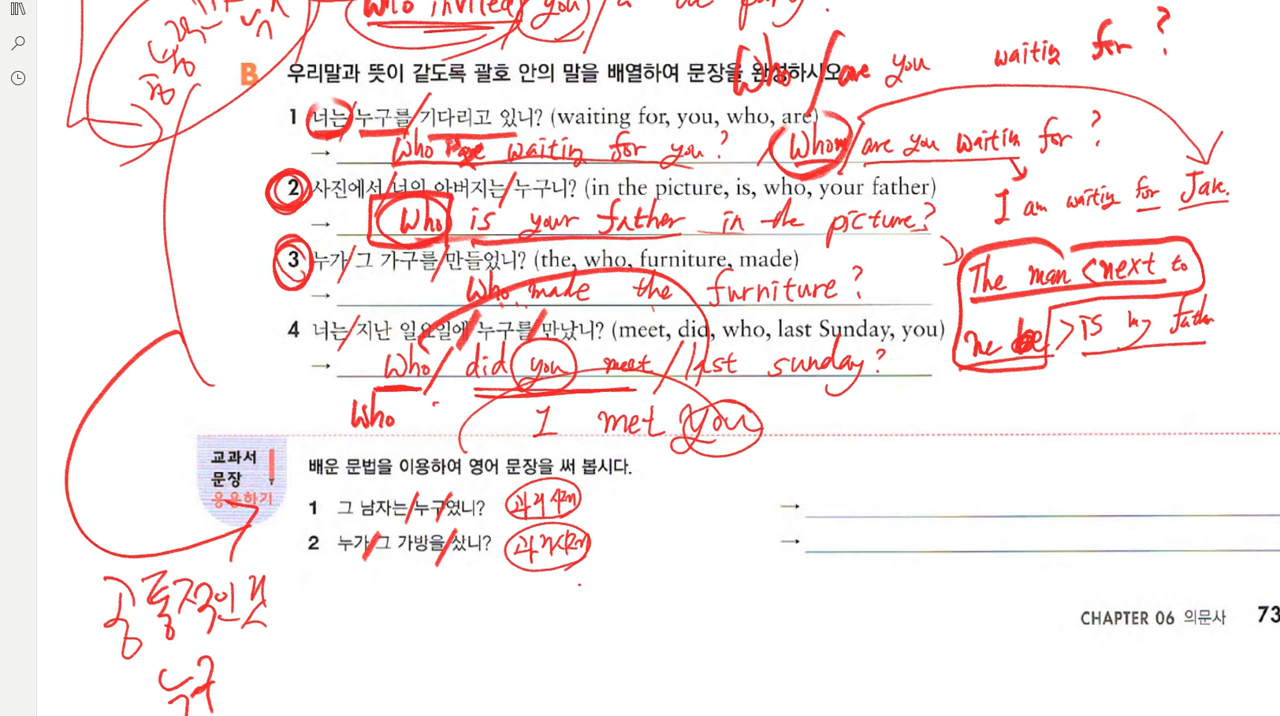 who invited you / the party?
공통
B 우리말과 뜻이 같도록 괄호 안의 말을 배열하여 문장을 완성하시오.
Who / are you waiting for?
1 너는 누구를 기다리고 있니? (waiting for, you, who, are)
→ Who waiting for you? / Whom / are you waiting for?
I am waiting for Jake.
2 사진에서 너의 아버지는 누구니? (in the picture, is, who, your father)
→ Who is your father in the picture?
The man <next to
me > is my father
3 누가 그 가구를 만들었니? (the, who, furniture, made)
→ Who made the furniture?
4 너는 지난 일요일에 누구를 만났니? (meet, did, who, last Sunday, you)
→ Who / did you meet / last sunday?
Who
I met you
교과서
문장
응용하기
배운 문법을 이용하여 영어 문장을 써 봅시다.
1 그 남자는 누구였니? 과거시제 →
2 누가 그 가방을 샀니? 과거시제 →
공통적인 것
누구
CHAPTER 06 의문사 73